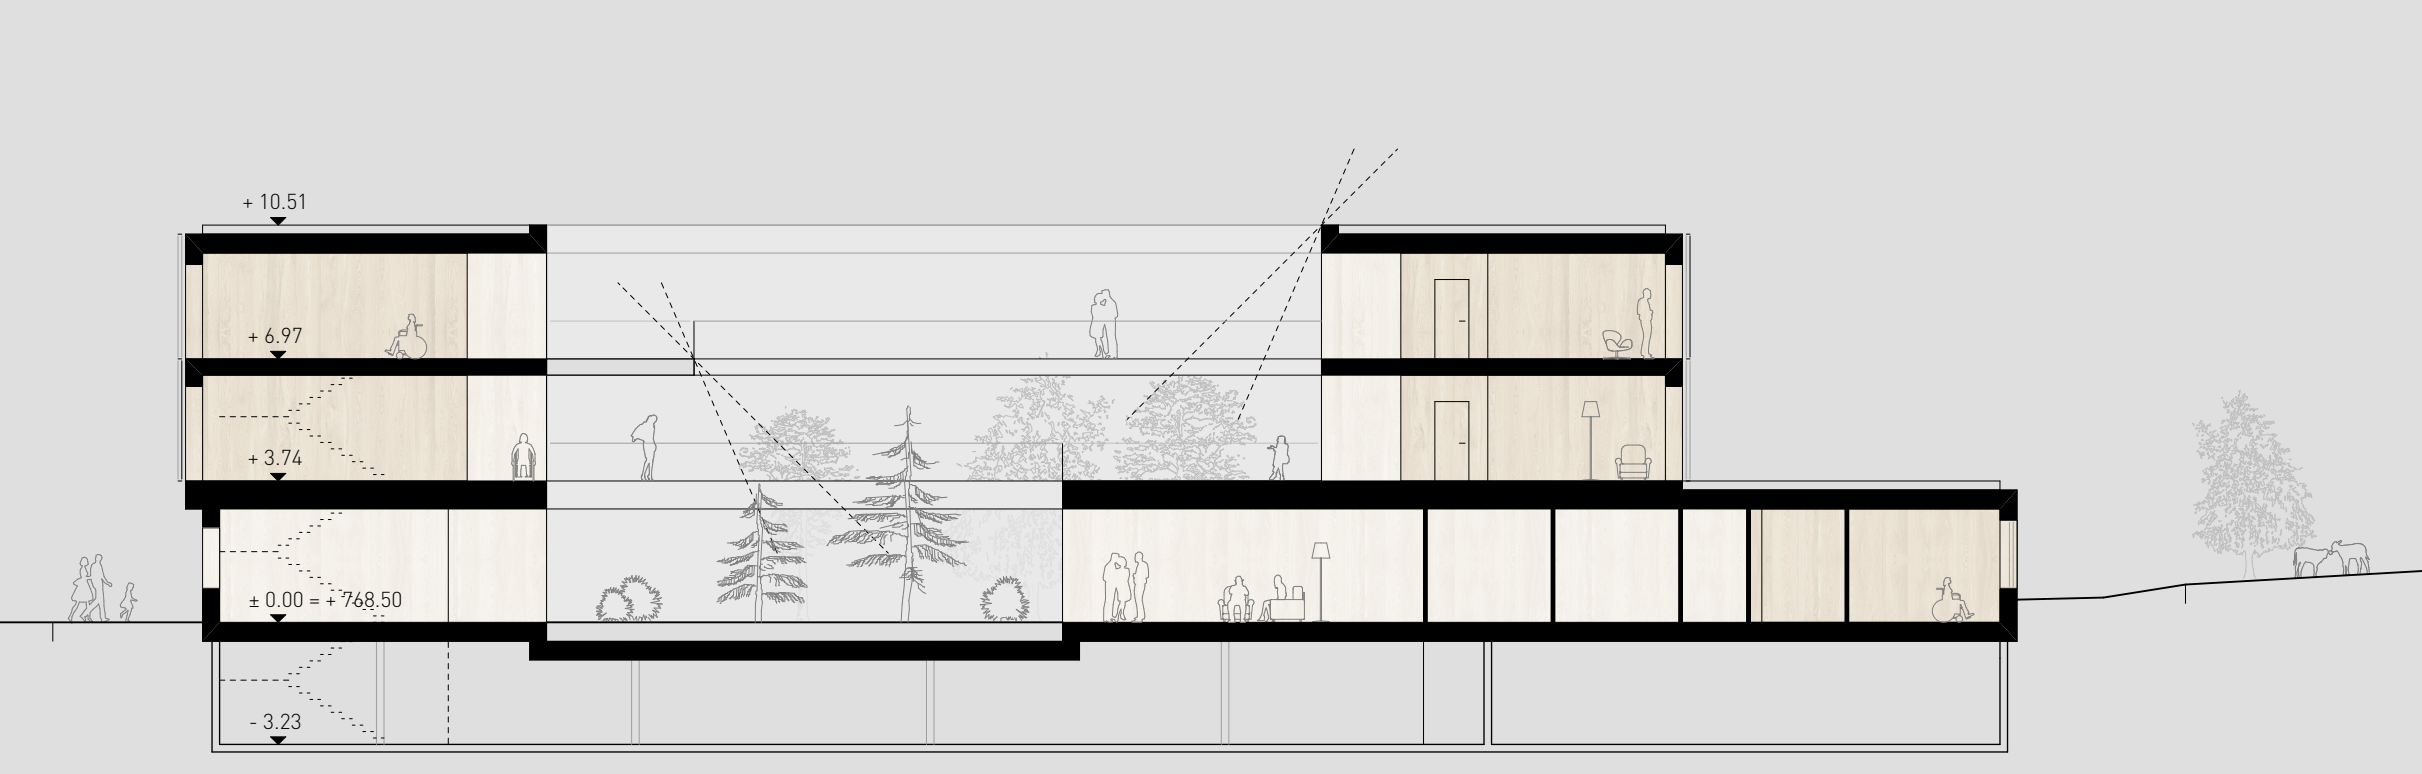 + 10.51
+ 6.97
+ 3.74
± 0.00 = + 768.50
- 3.23